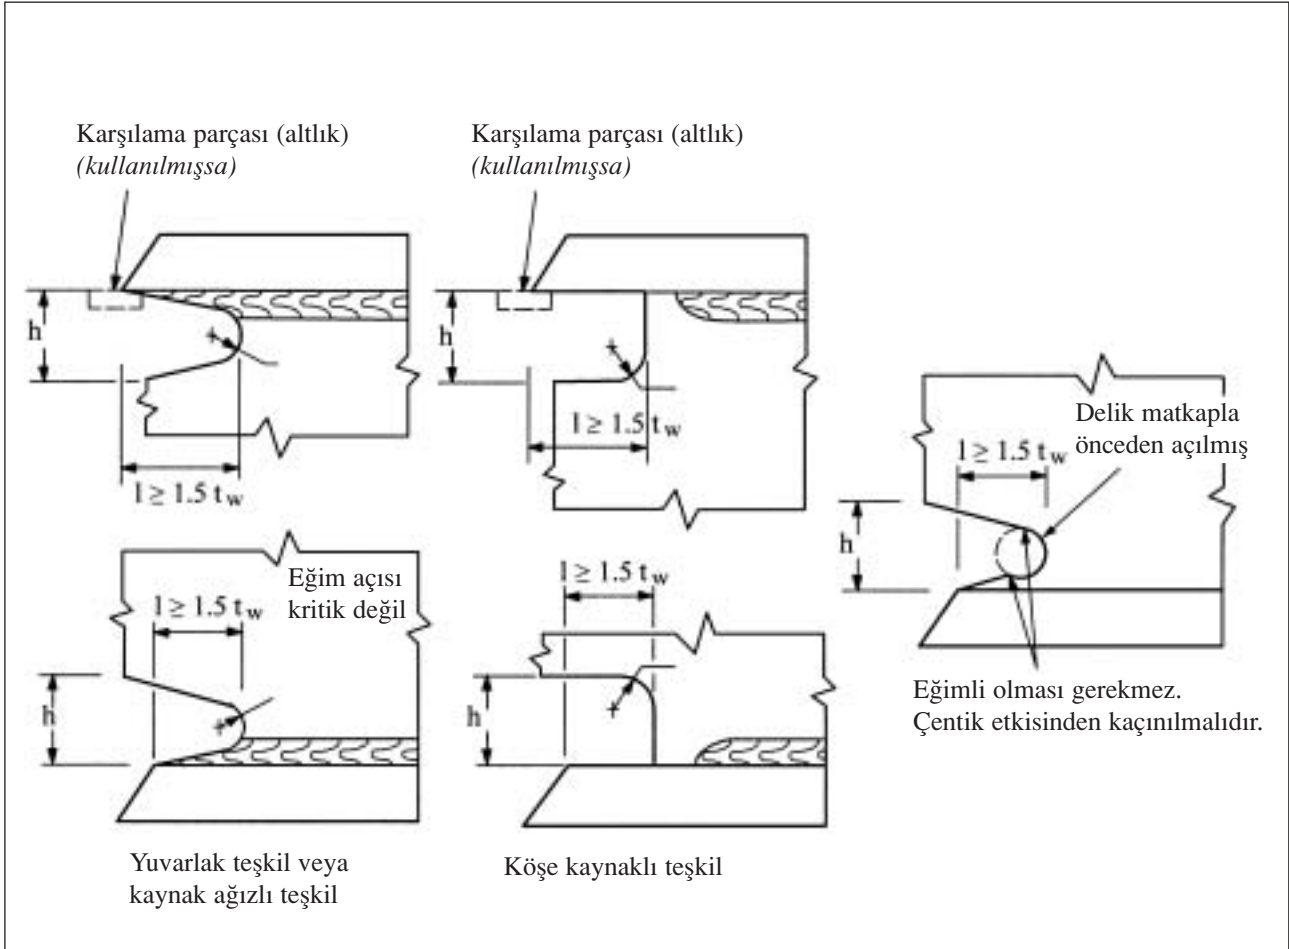 Karşılama parçası (altlık)
(kullanılmışsa)
Karşılama parçası (altlık)
(kullanılmışsa)
h
l ≥ 1.5 tw
h
l ≥ 1.5 tw
Delik matkapla
önceden açılmış
l ≥ 1.5 tw
h
Eğimli olması gerekmez.
Çentik etkisinden kaçınılmalıdır.
Eğim açısı
kritik değil
l ≥ 1.5 tw
h
l ≥ 1.5 tw
h
Yuvarlak teşkil veya
kaynak ağızlı teşkil
Köşe kaynaklı teşkil